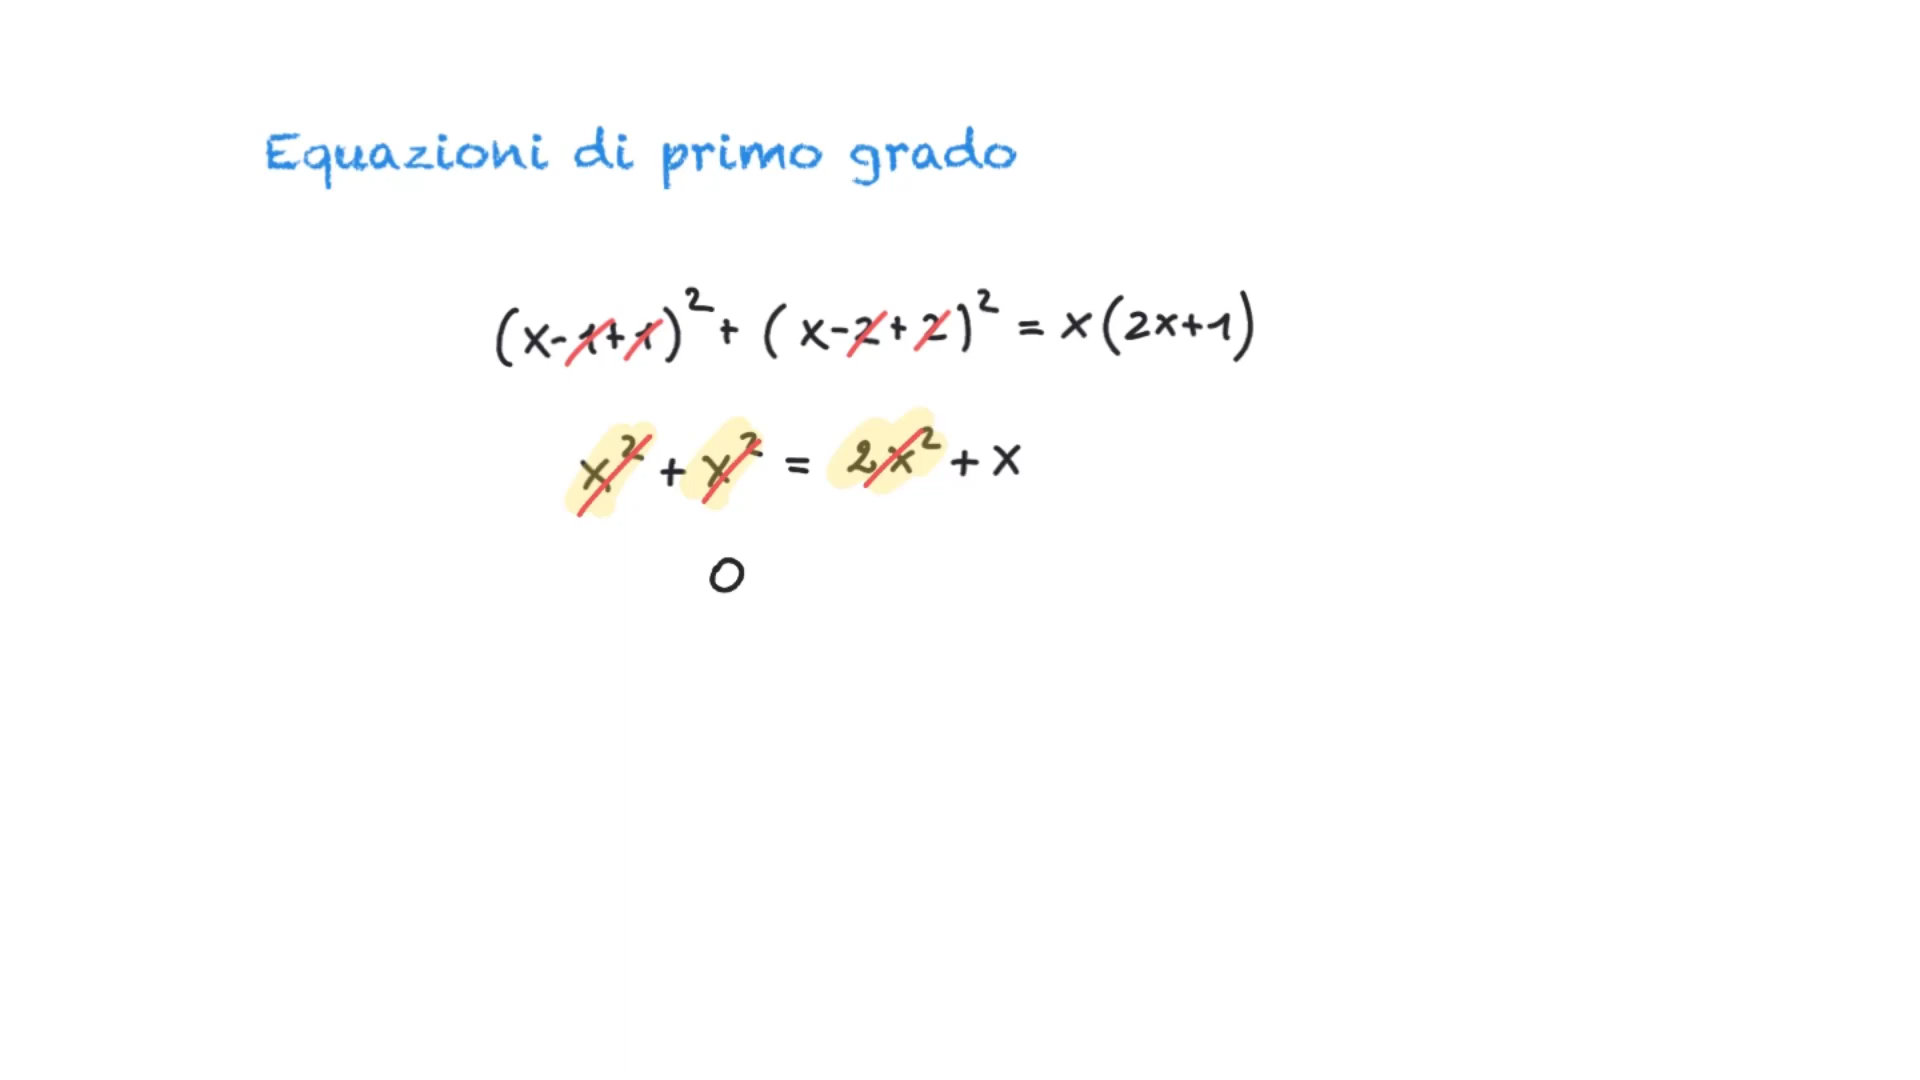 Equazioni di primo grado
(x-1+1)² + (x-2+2)² = x(2x+1)
x² + x² = 2x² + x
0